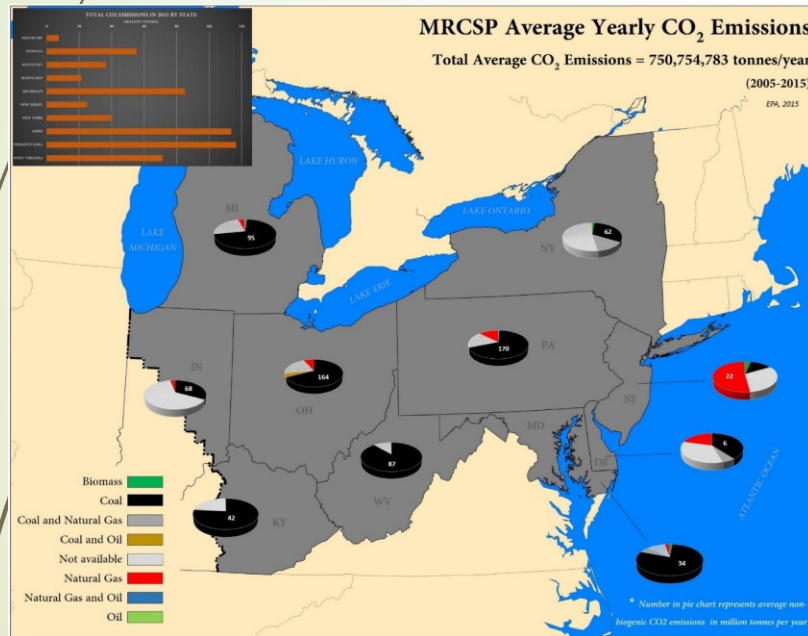 TOTAL CO2 EMISSIONS IN 2015 BY STATE
(MILLION TONNES)
DELAWARE
INDIANA
KENTUCKY
MARYLAND
MICHIGAN
NEW JERSEY
NEW YORK
OHIO
PENNSYLVANIA
WEST VIRGINIA
MRCSP Average Yearly CO2 Emissions
Total Average CO2 Emissions = 750,754,783 tonnes/year
(2005-2015)
EPA, 2015
LAKE HURON
LAKE ONTARIO
LAKE
MICHIGAN
LAKE ERIE
MI
95
NY
62
PA
170
IN
68
OH
164
NJ
22
MD
DE
6
WV
87
KY
42
34
ATLANTIC OCEAN
Biomass
Coal
Coal and Natural Gas
Coal and Oil
Not available
Natural Gas
Natural Gas and Oil
Oil
* Number in pie chart represents average non-
biogenic CO2 emissions in million tonnes per year